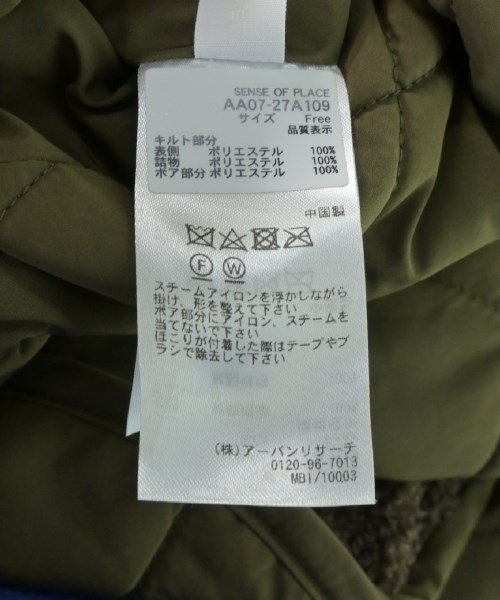 SENSE OF PLACE
AA07-27A109
サイズ Free
品質表示
キルト部分
表側 ポリエステル 100%
詰物 ポリエステル 100%
ボア部分 ポリエステル 100%
中国製
F W
スチームアイロンを浮かしながら
掛け、形を整えて下さい
ボア部分にアイロン、スチームを
当てないで下さい
ほこりが付着した際はテープやブ
ラシで除去して下さい
(株)アーバンリサーチ
0120-96-7013
MB1/10003